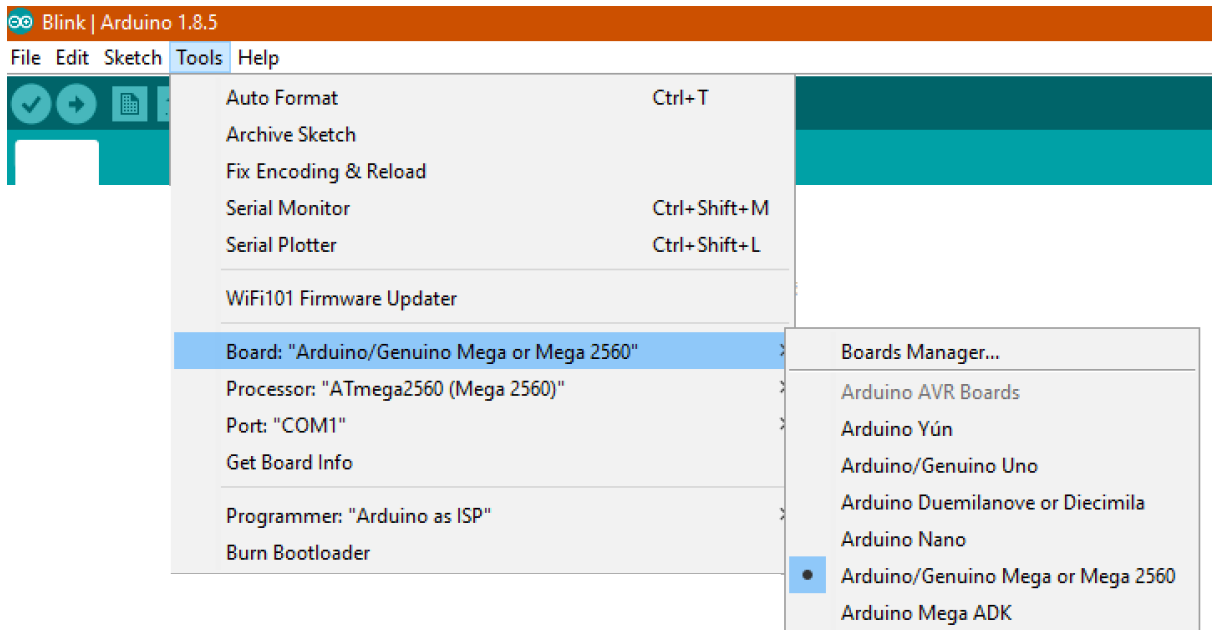 Blink | Arduino 1.8.5
File Edit Sketch Tools Help
Auto Format Ctrl+T
Archive Sketch
Fix Encoding & Reload
Serial Monitor Ctrl+Shift+M
Serial Plotter Ctrl+Shift+L
WiFi101 Firmware Updater
Board: "Arduino/Genuino Mega or Mega 2560"
Processor: "ATmega2560 (Mega 2560)"
Port: "COM1"
Get Board Info
Programmer: "Arduino as ISP"
Burn Bootloader
Boards Manager...
Arduino AVR Boards
Arduino Yún
Arduino/Genuino Uno
Arduino Duemilanove or Diecimila
Arduino Nano
Arduino/Genuino Mega or Mega 2560
Arduino Mega ADK